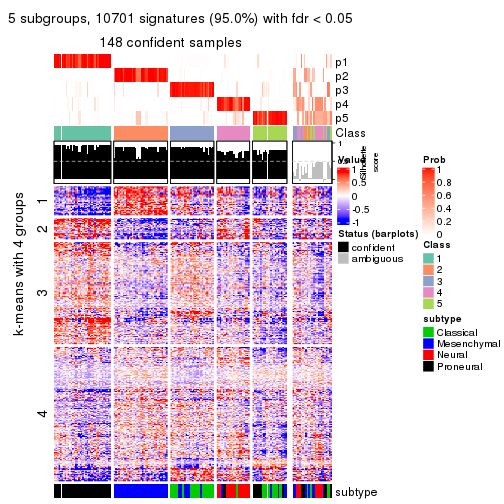 5 subgroups, 10701 signatures (95.0%) with fdr < 0.05
148 confident samples
p1
p2
p3
p4
p5
Class
1
Silhouette
score
k-means with 4 groups
1
2
3
4
Value
1
0.5
0
-0.5
-1
Status (barplots)
confident
ambiguous
Prob
1
0.8
0.6
0.4
0.2
0
Class
1
2
3
4
5
subtype
Classical
Mesenchymal
Neural
Proneural
subtype